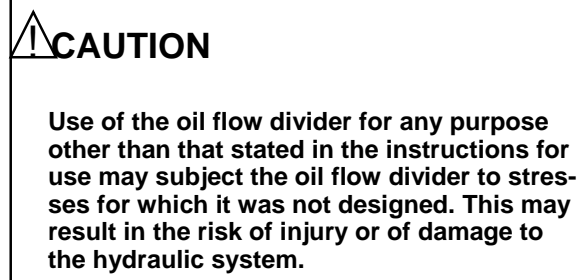 CAUTION
Use of the oil flow divider for any purpose
other than that stated in the instructions for
use may subject the oil flow divider to stres-
ses for which it was not designed. This may
result in the risk of injury or of damage to
the hydraulic system.